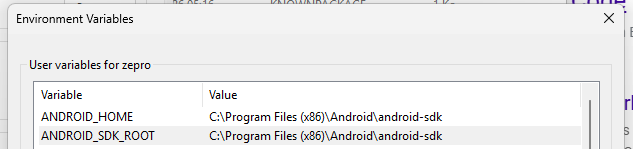 Environment Variables
User variables for zepro
Variable Value
ANDROID_HOME C:\Program Files (x86)\Android\android-sdk
ANDROID_SDK_ROOT C:\Program Files (x86)\Android\android-sdk